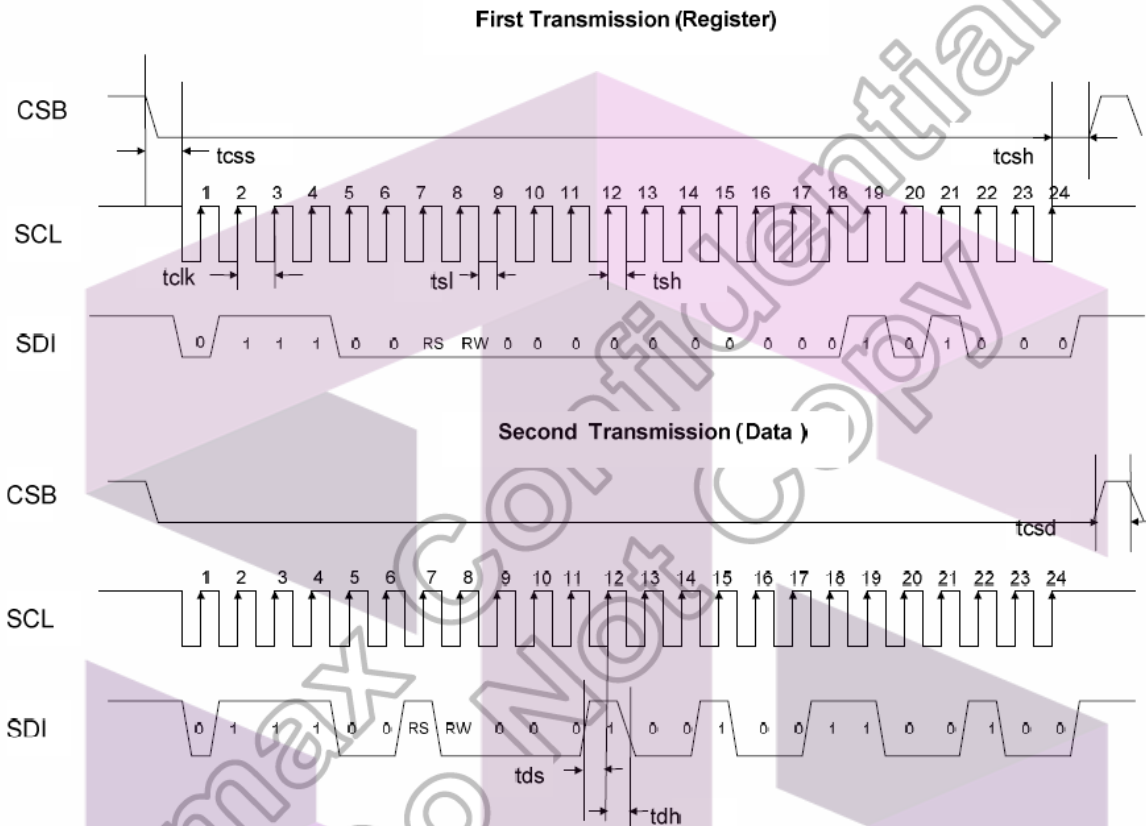 First Transmission (Register)
CSB
tcss
tcsh
1 2 3 4 5 6 7 8 9 10 11 12 13 14 15 16 17 18 19 20 21 22 23 24
SCL
tclk
tsl
tsh
SDI
0 1 1 1 0 0 RS RW 0 0 0 0 0 0 0 0 0 0 1 0 1 0 0 0
Second Transmission (Data )
CSB
tcsd
1 2 3 4 5 6 7 8 9 10 11 12 13 14 15 16 17 18 19 20 21 22 23 24
SCL
SDI
0 1 1 1 0 0 RS RW 0 0 0 1 0 0 1 0 0 1 1 0 0 1 0 0
tds
tdh
max Confidential
Do Not Copy